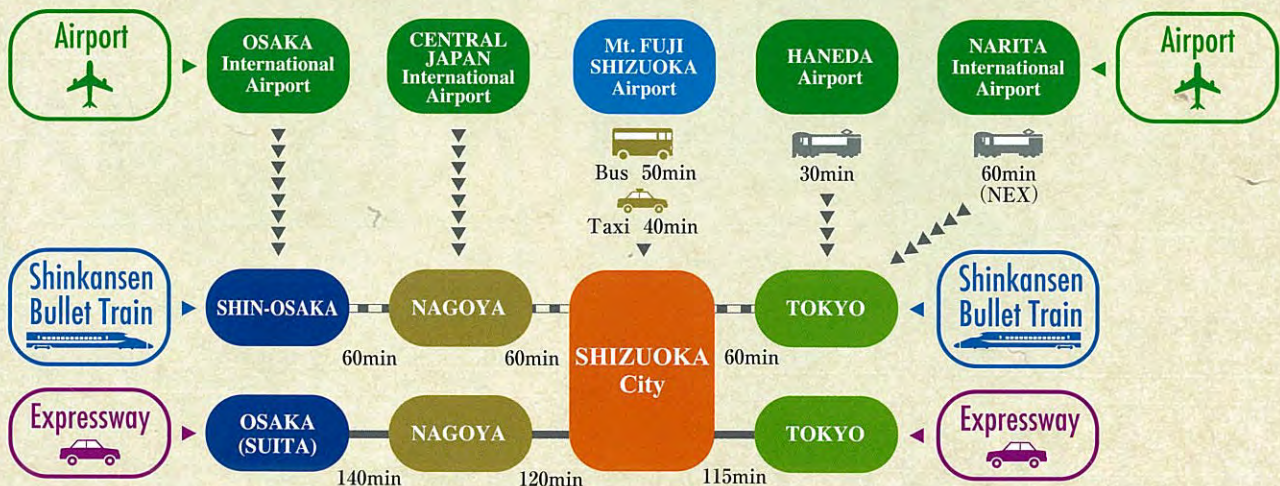 Airport
OSAKA
International
Airport
CENTRAL
JAPAN
International
Airport
Mt. FUJI
SHIZUOKA
Airport
HANEDA
Airport
NARITA
International
Airport
Airport
Bus 50min
Taxi 40min
30min
60min
(NEX)
Shinkansen
Bullet Train
SHIN-OSAKA
60min
NAGOYA
60min
SHIZUOKA
City
60min
TOKYO
Shinkansen
Bullet Train
Expressway
OSAKA
(SUITA)
140min
NAGOYA
120min
115min
TOKYO
Expressway